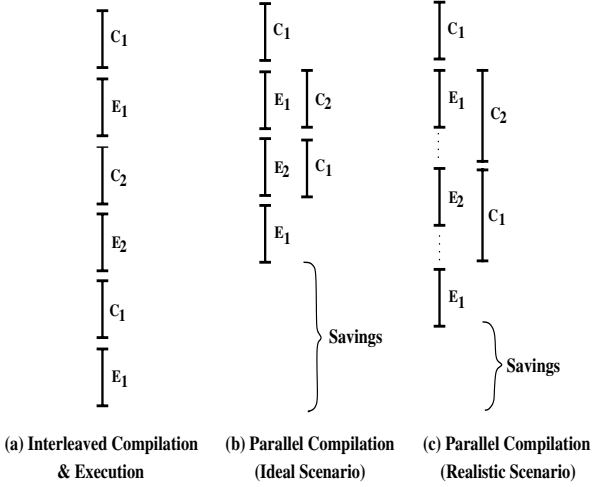 C1
E1
C2
E2
C1
E1
C1
E1
C2
E2
C1
E1
Savings
C1
E1
C2
E2
C1
E1
Savings
(a) Interleaved Compilation
& Execution
(b) Parallel Compilation
(Ideal Scenario)
(c) Parallel Compilation
(Realistic Scenario)